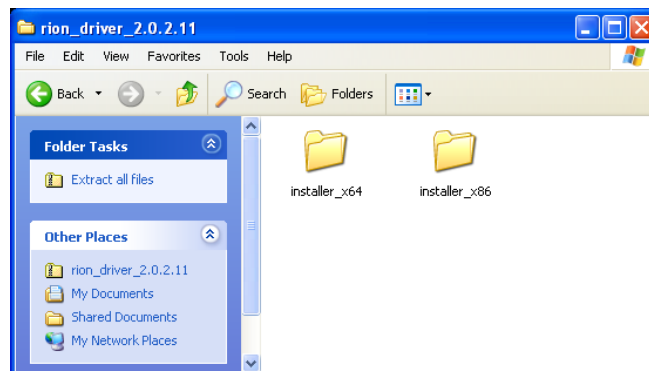 rion_driver_2.0.2.11
File Edit View Favorites Tools Help
Back Search Folders
Folder Tasks
Extract all files
Other Places
rion_driver_2.0.2.11
My Documents
Shared Documents
My Network Places
installer_x64 installer_x86